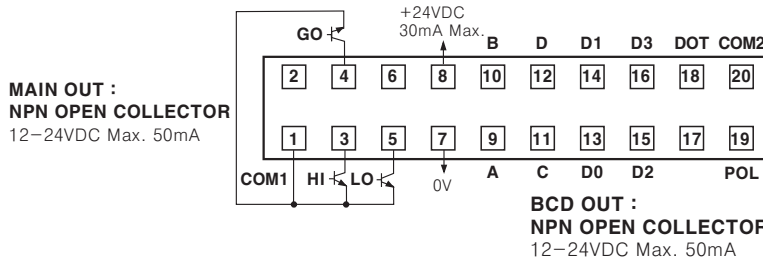 +24VDC
30mA Max.
GO
B D D1 D3 DOT COM2
2 4 6 8 10 12 14 16 18 20
MAIN OUT :
NPN OPEN COLLECTOR
12-24VDC Max. 50mA
1 3 5 7 9 11 13 15 17 19
COM1 HI LO 0V A C D0 D2 POL
BCD OUT :
NPN OPEN COLLECTOR
12-24VDC Max. 50mA